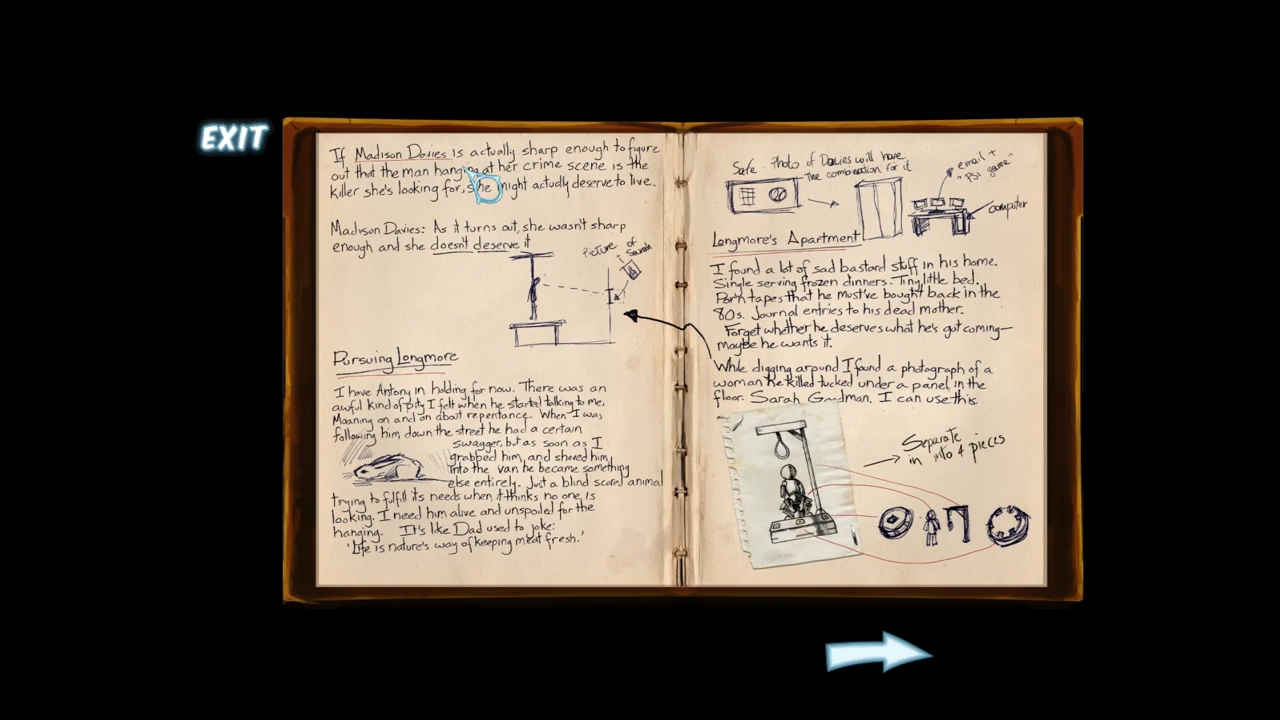 EXIT
If Madison Davies is actually sharp enough to figure
out that the man hanging at her crime scene is the
killer she's looking for, she might actually deserve to live.
Madison Davies: As it turns out, she wasn't sharp
enough and she doesn't deserve it
Picture of
Sarah
Pursuing Longmore
I have Antony in holding for now. There was an
awful kind of pity I felt when he started talking to me,
Moaning on and on about repentance. When I was
following him down the street he had a certain
swagger, but as soon as I
grabbed him, and shoved him
into the van he became something
else entirely. Just a blind scared animal
trying to fulfill its needs when it thinks no one is
looking. I need him alive and unspoiled for the
hanging. It's like Dad used to joke:
'Life is nature's way of keeping meat fresh.'
Safe: Photo of Davies will have
the combination for it
email +
"PSI game"
computer
Longmore's Apartment
I found a lot of sad bastard stuff in his home.
Single serving frozen dinners. Tiny little bed.
Porn tapes that he must've bought back in the
80s. Journal entries to his dead mother.
Forget whether he deserves what he's got coming—
maybe he wants it.
While digging around I found a photograph of a
woman he killed tucked under a panel in the
floor. Sarah Goodman. I can use this.
Separate
in into 4 pieces